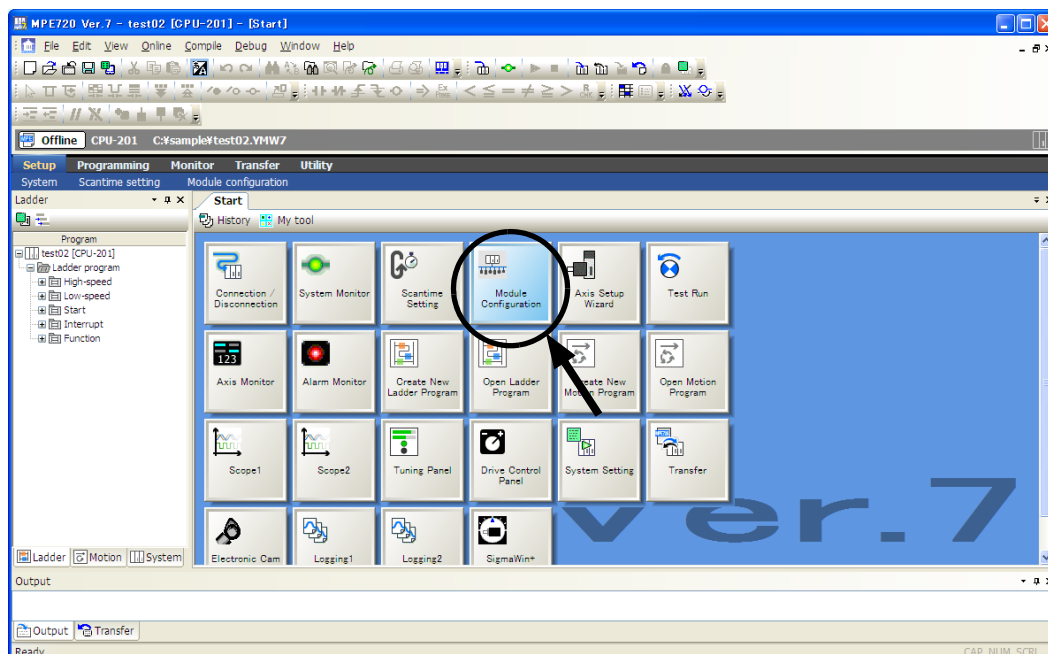 MPE720 Ver.7 - test02 [CPU-201] - [Start]
File Edit View Online Compile Debug Window Help
Offline CPU-201 C:¥sample¥test02.YMW7
Setup Programming Monitor Transfer Utility
System Scantime setting Module configuration
Ladder
Start
History My tool
Program
test02 [CPU-201]
Ladder program
High-speed
Low-speed
Start
Interrupt
Function
Connection /
Disconnection
System Monitor
Scantime
Setting
Module
Configuration
Axis Setup
Wizard
Test Run
123
Axis Monitor
Alarm Monitor
Create New
Ladder Program
Open Ladder
Program
Create New
Motion Program
Open Motion
Program
Scope1
Scope2
Tuning Panel
Drive Control
Panel
System Setting
Transfer
Electronic Cam
Logging1
Logging2
SigmaWin+
ver.7
Ladder Motion System
Output
Output Transfer
Ready
CAP NUM SCRL